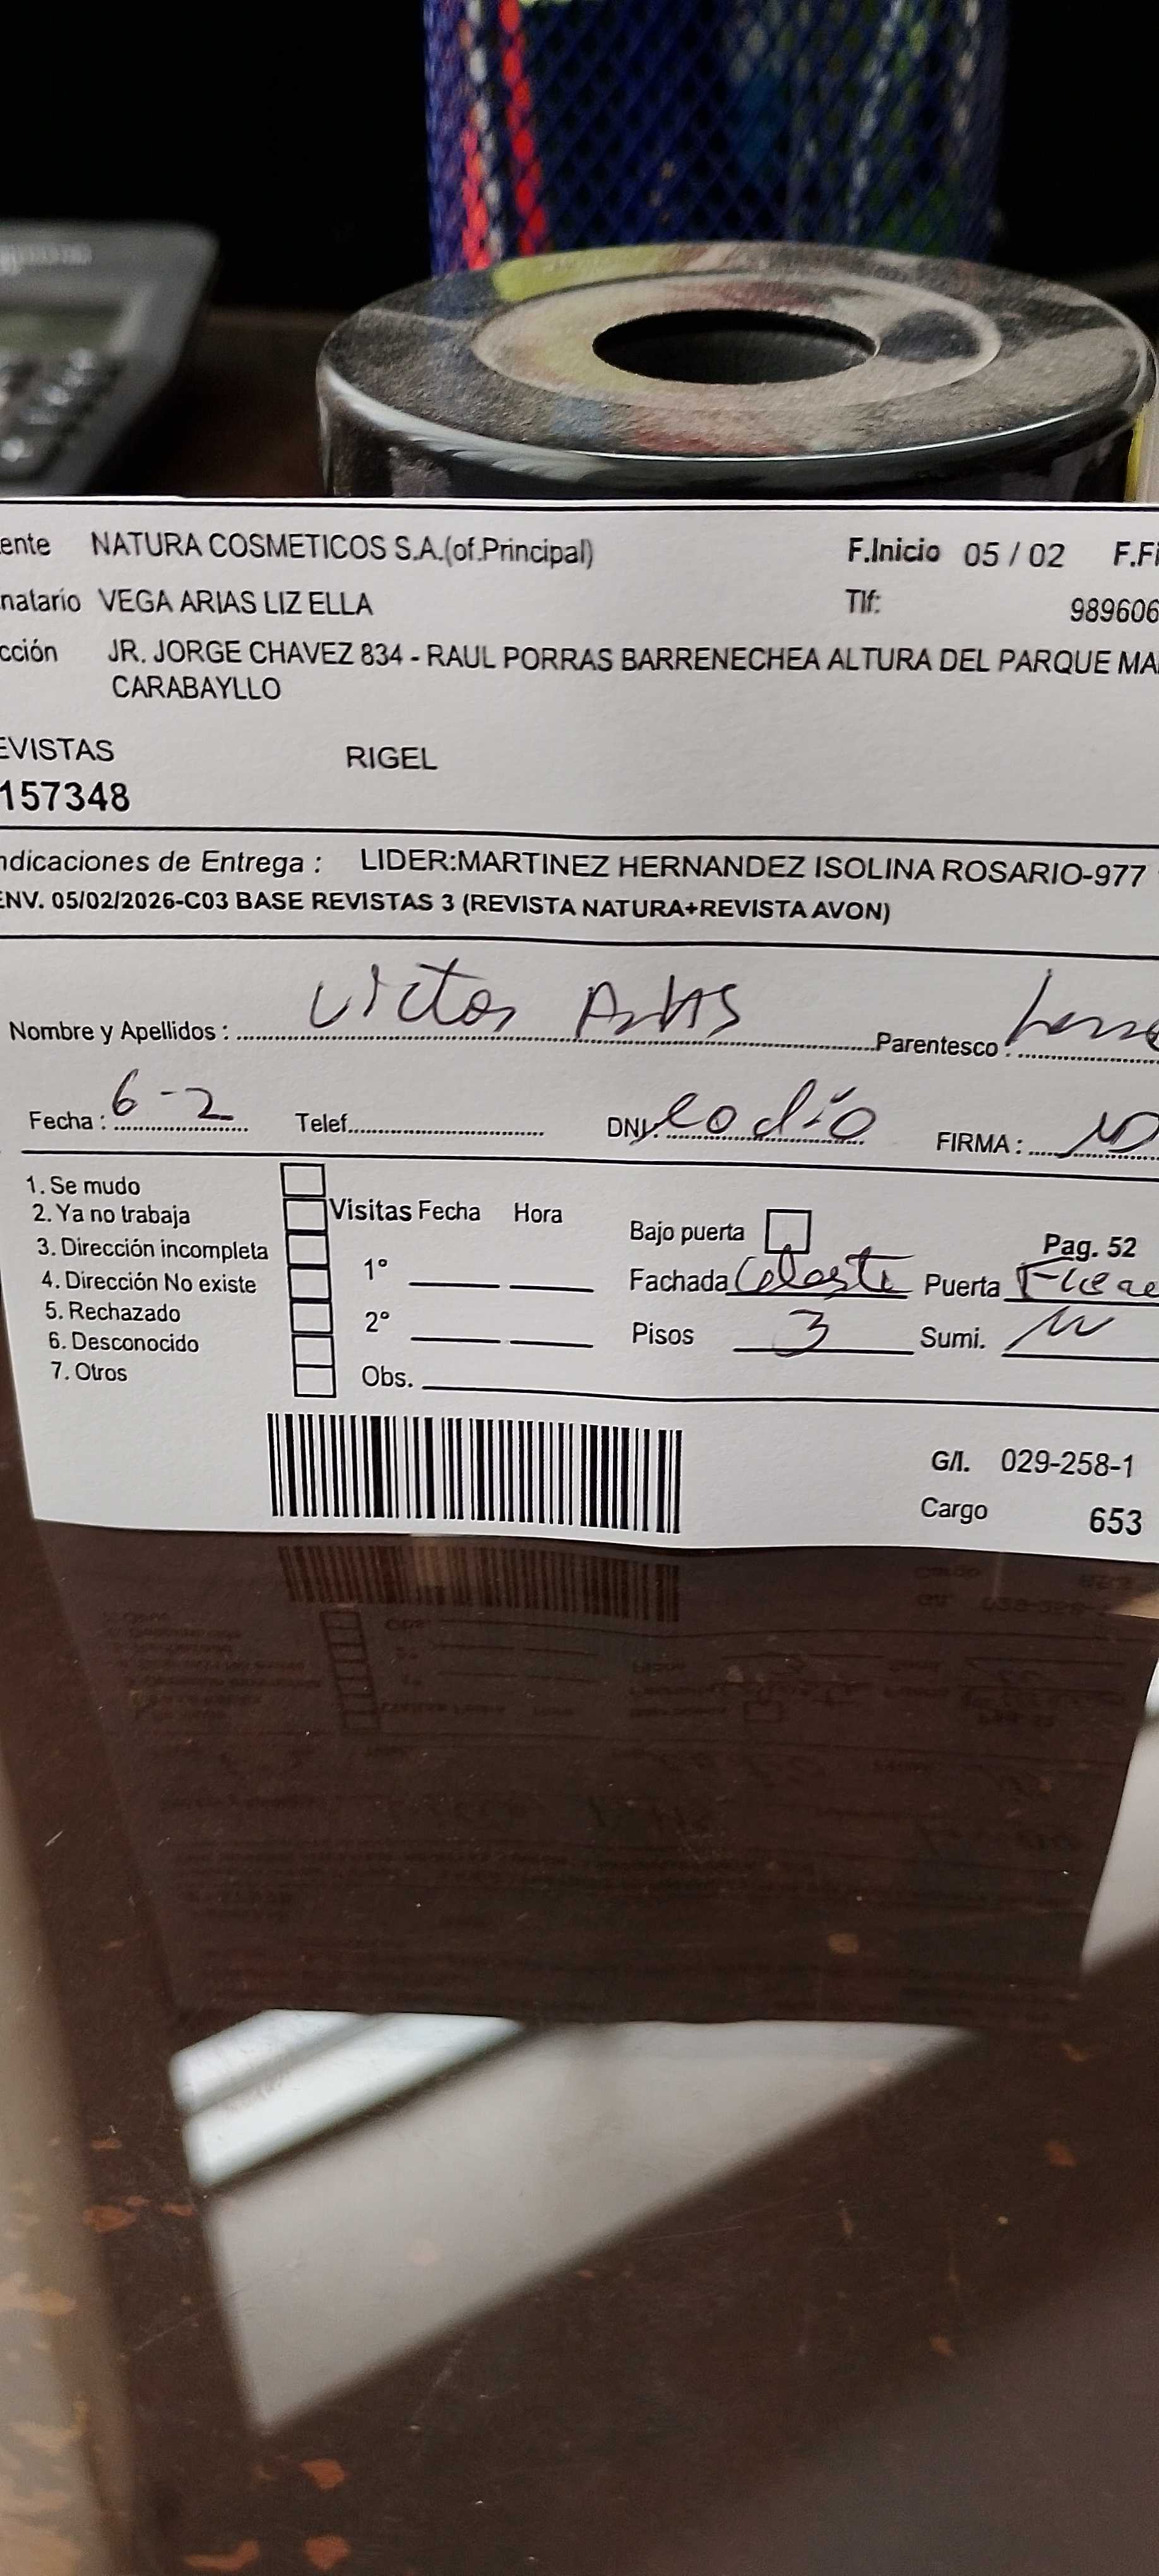 ente NATURA COSMETICOS S.A.(of.Principal) F.Inicio 05 / 02 F.Fi
natario VEGA ARIAS LIZ ELLA Tlf: 989606
cción JR. JORGE CHAVEZ 834 - RAUL PORRAS BARRENECHEA ALTURA DEL PARQUE MA
CARABAYLLO
EVISTAS RIGEL
157348
ndicaciones de Entrega : LIDER:MARTINEZ HERNANDEZ ISOLINA ROSARIO-977
ENV. 05/02/2026-C03 BASE REVISTAS 3 (REVISTA NATURA+REVISTA AVON)
Nombre y Apellidos : Victor Parentesco :
Fecha : 6-2 Telef. DNI. FIRMA :
1. Se mudo
2. Ya no trabaja Visitas Fecha Hora Bajo puerta
3. Dirección incompleta Pag. 52
4. Dirección No existe 1° Fachada Celeste Puerta
5. Rechazado 2° Pisos 3 Sumi.
6. Desconocido
7. Otros Obs.
G/I. 029-258-1
Cargo 653